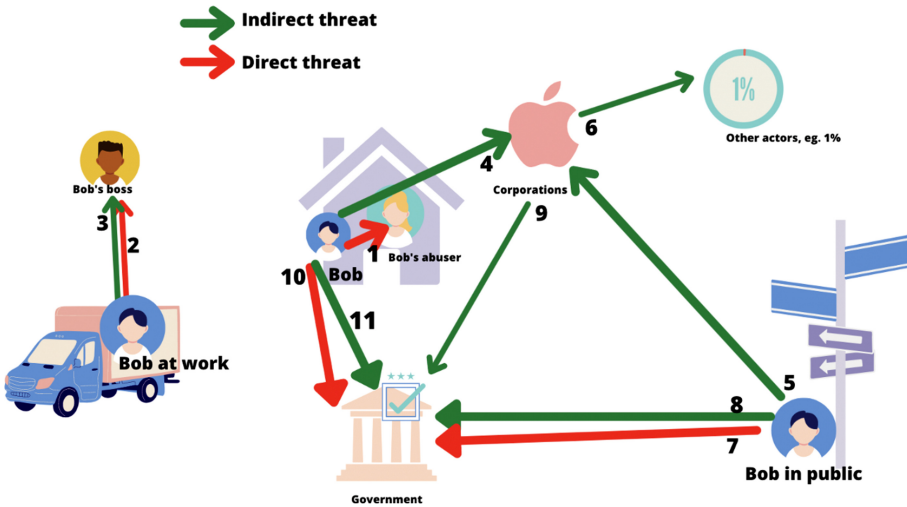 Indirect threat
Direct threat
1%
Other actors, eg. 1%
6
4
Bob's boss
Corporations
3
9
2
1
Bob's abuser
10
Bob
11
Bob at work
5
8
7
Bob in public
Government